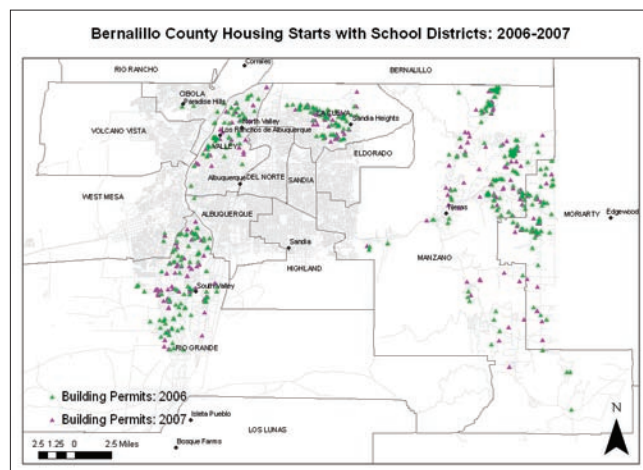 Bernalillo County Housing Starts with School Districts: 2006-2007
RIO RANCHO
Corrales
BERNALILLO
CIBOLA
Paradise Hills
LA CUEVA
Sandia Heights
North Valley
Los Ranchos de Albuquerque
VOLCANO VISTA
VALLEY
ELDORADO
Albuquerque
DEL NORTE
SANDIA
WEST MESA
ALBUQUERQUE
Tijeras
MORIARTY
Edgewood
Sandia
HIGHLAND
MANZANO
South Valley
RIO GRANDE
Building Permits: 2006
Building Permits: 2007
Isleta Pueblo
LOS LUNAS
Bosque Farms
N
2.5 1.25 0 2.5 Miles